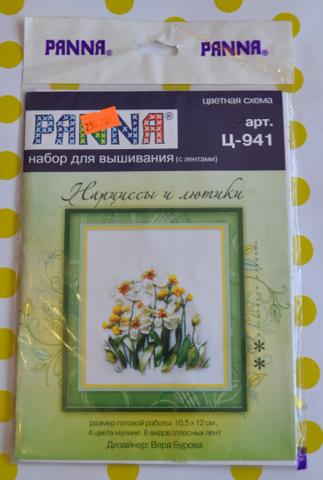 PANNA® PANNA®
цветная схема
PANNA®
арт.
Ц-941
набор для вышивания (с лентами)
Нарциссы и лютики
размер готовой работы: 10,5 x 12 см,
4 цвета мулине, 6 видов атласных лент
Дизайнер: Вера Бурова